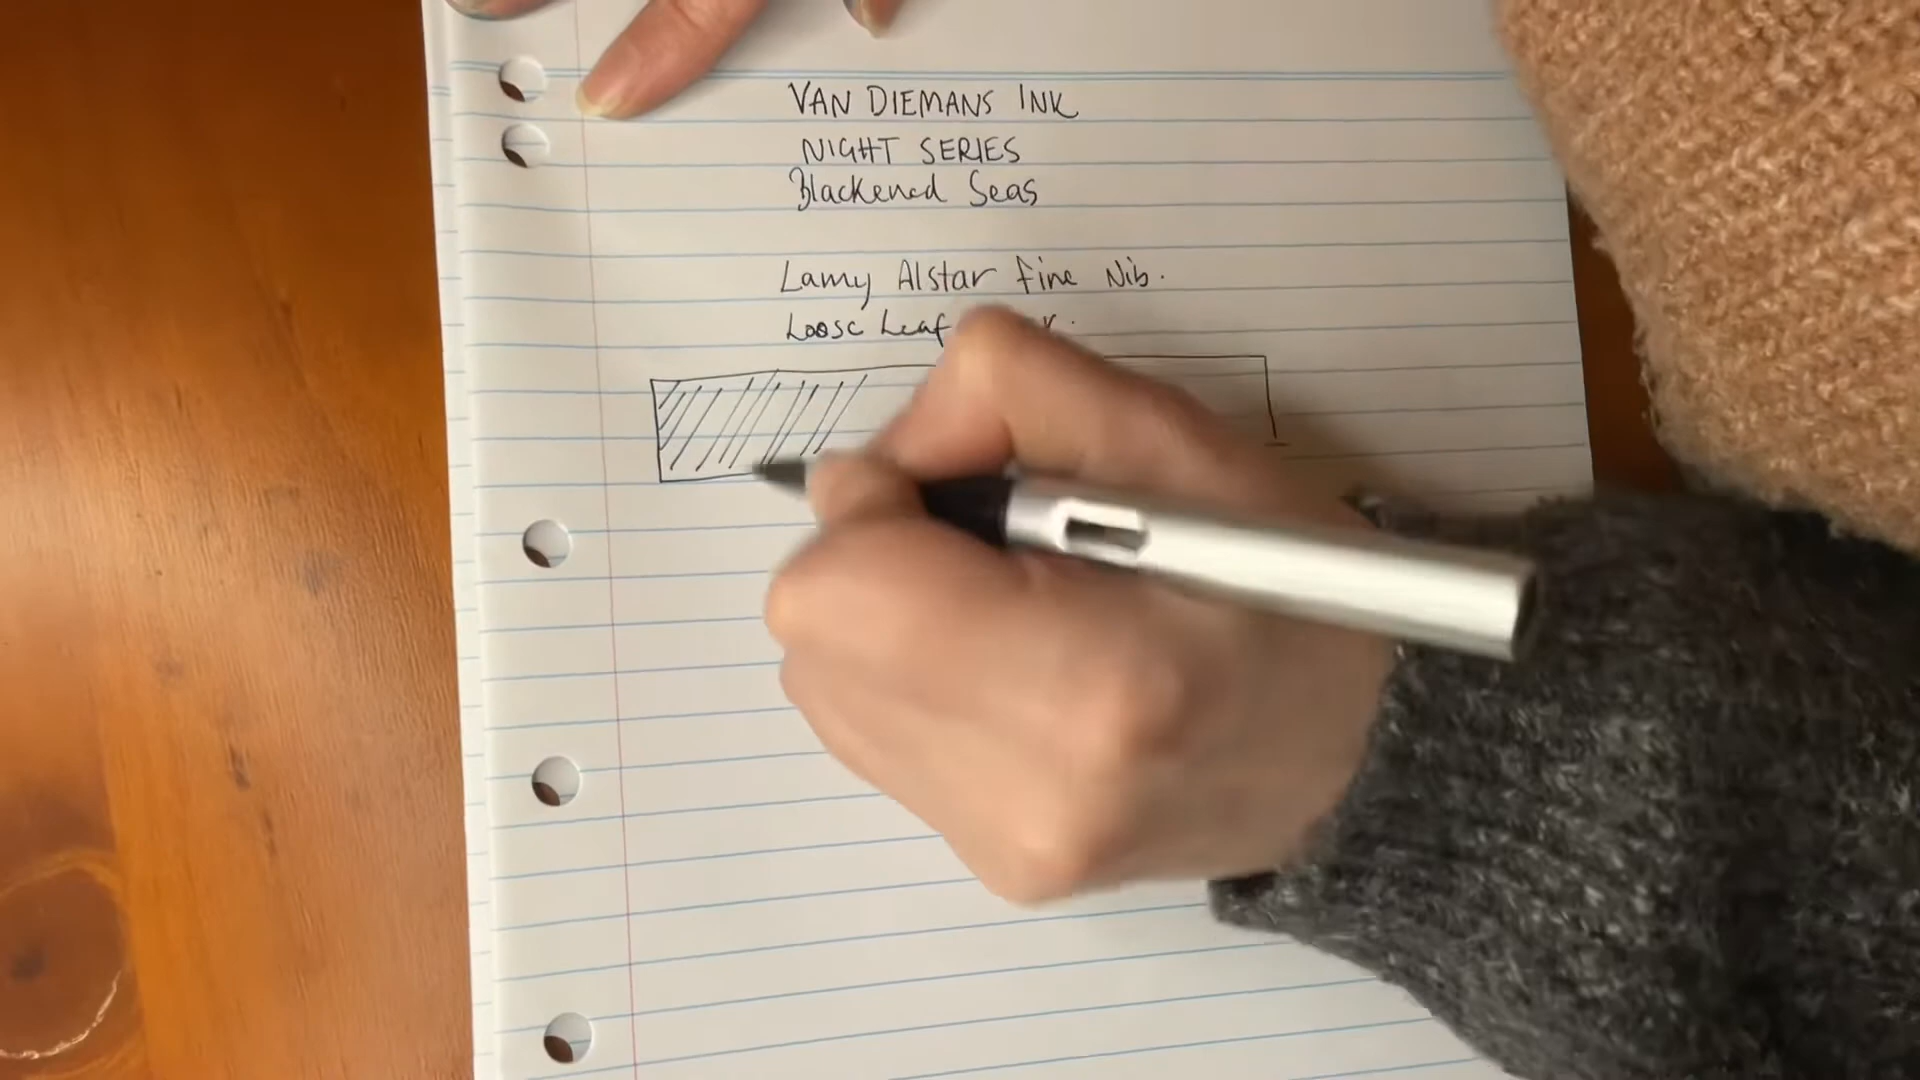 VAN DIEMANS INK
NIGHT SERIES
Blackened Seas
Lamy Alstar fine Nib.
Loose Leaf